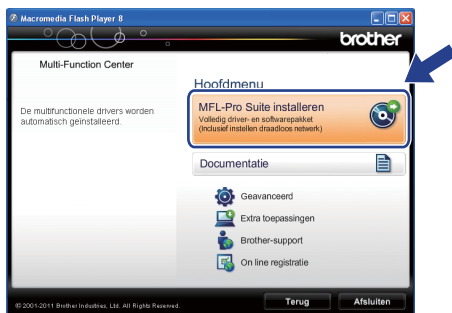 Macromedia Flash Player 8
brother
Multi-Function Center
De multifunctionele drivers worden
automatisch geïnstalleerd.
Hoofdmenu
MFL-Pro Suite installeren
Volledig driver- en softwarepakket
(Inclusief instellen draadloos netwerk)
Documentatie
Geavanceerd
Extra toepassingen
Brother-support
On line registratie
© 2001-2011 Brother Industries, Ltd. All Rights Reserved.
Terug
Afsluiten